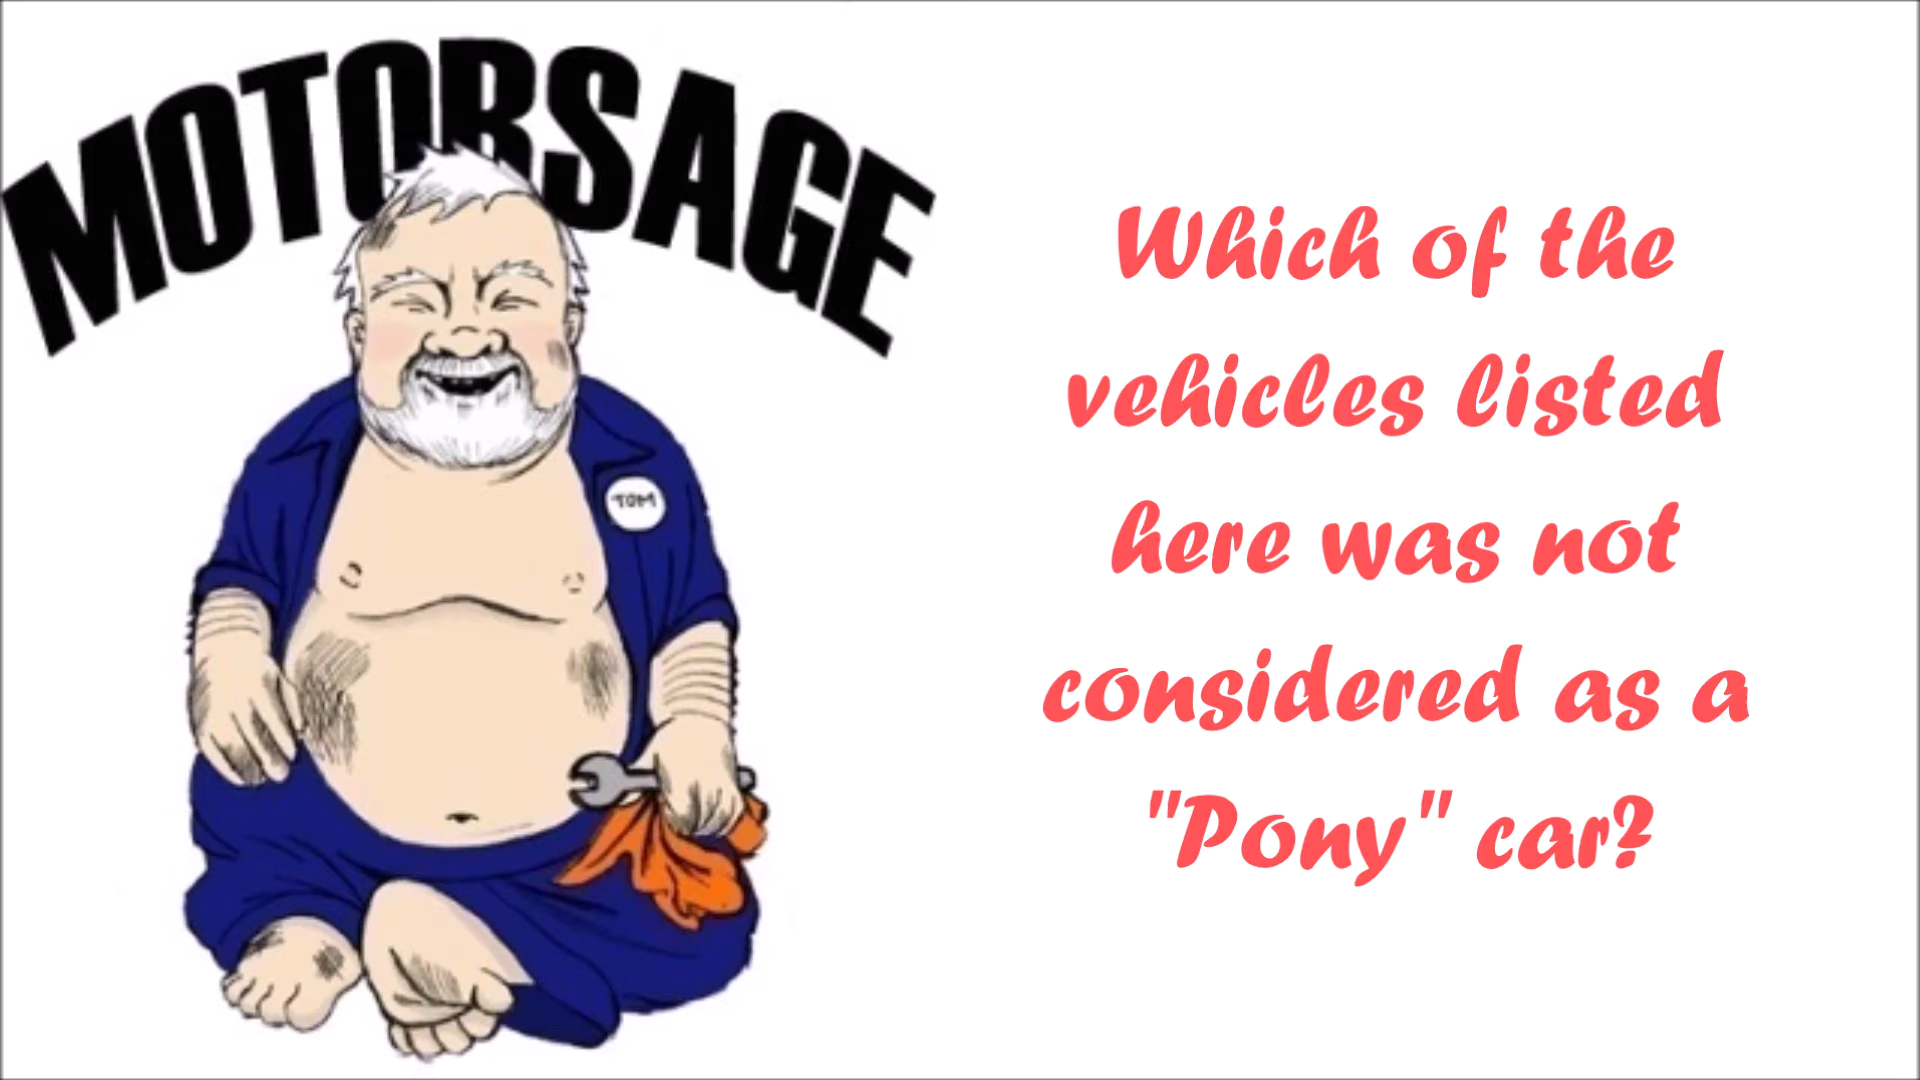 MOTORSAGE
TOM
Which of the
vehicles listed
here was not
considered as a
"Pony" car?